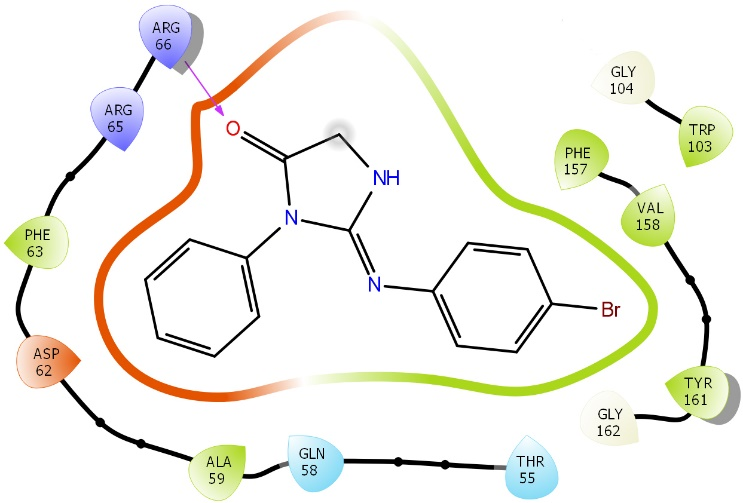 ARG
66
ARG
65
PHE
63
ASP
62
ALA
59
GLN
58
THR
55
GLY
104
TRP
103
PHE
157
VAL
158
TYR
161
GLY
162
O
NH
N
N
Br